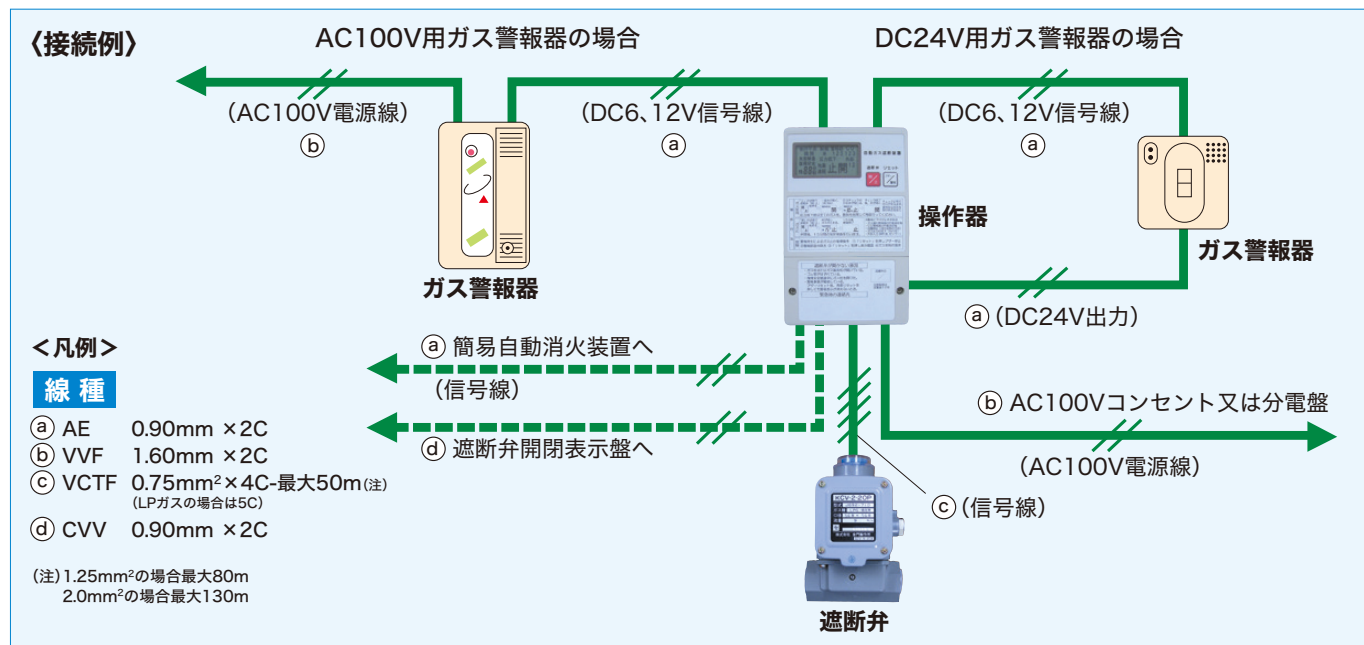 〈接続例〉
AC100V用ガス警報器の場合
DC24V用ガス警報器の場合
(AC100V電源線)
ⓑ
(DC6、12V信号線)
ⓐ
(DC6、12V信号線)
ⓐ
操作器
ガス警報器
ガス警報器
ⓐ(DC24V出力)
<凡例>
線 種
ⓐ AE 0.90mm ×2C
ⓑ VVF 1.60mm ×2C
ⓒ VCTF 0.75mm²×4C-最大50m(注)
(LPガスの場合は5C)
ⓓ CVV 0.90mm ×2C
(注)1.25mm²の場合最大80m
2.0mm²の場合最大130m
ⓐ 簡易自動消火装置へ
(信号線)
ⓓ 遮断弁開閉表示盤へ
ⓑ AC100Vコンセント又は分電盤
(AC100V電源線)
ⓒ(信号線)
遮断弁